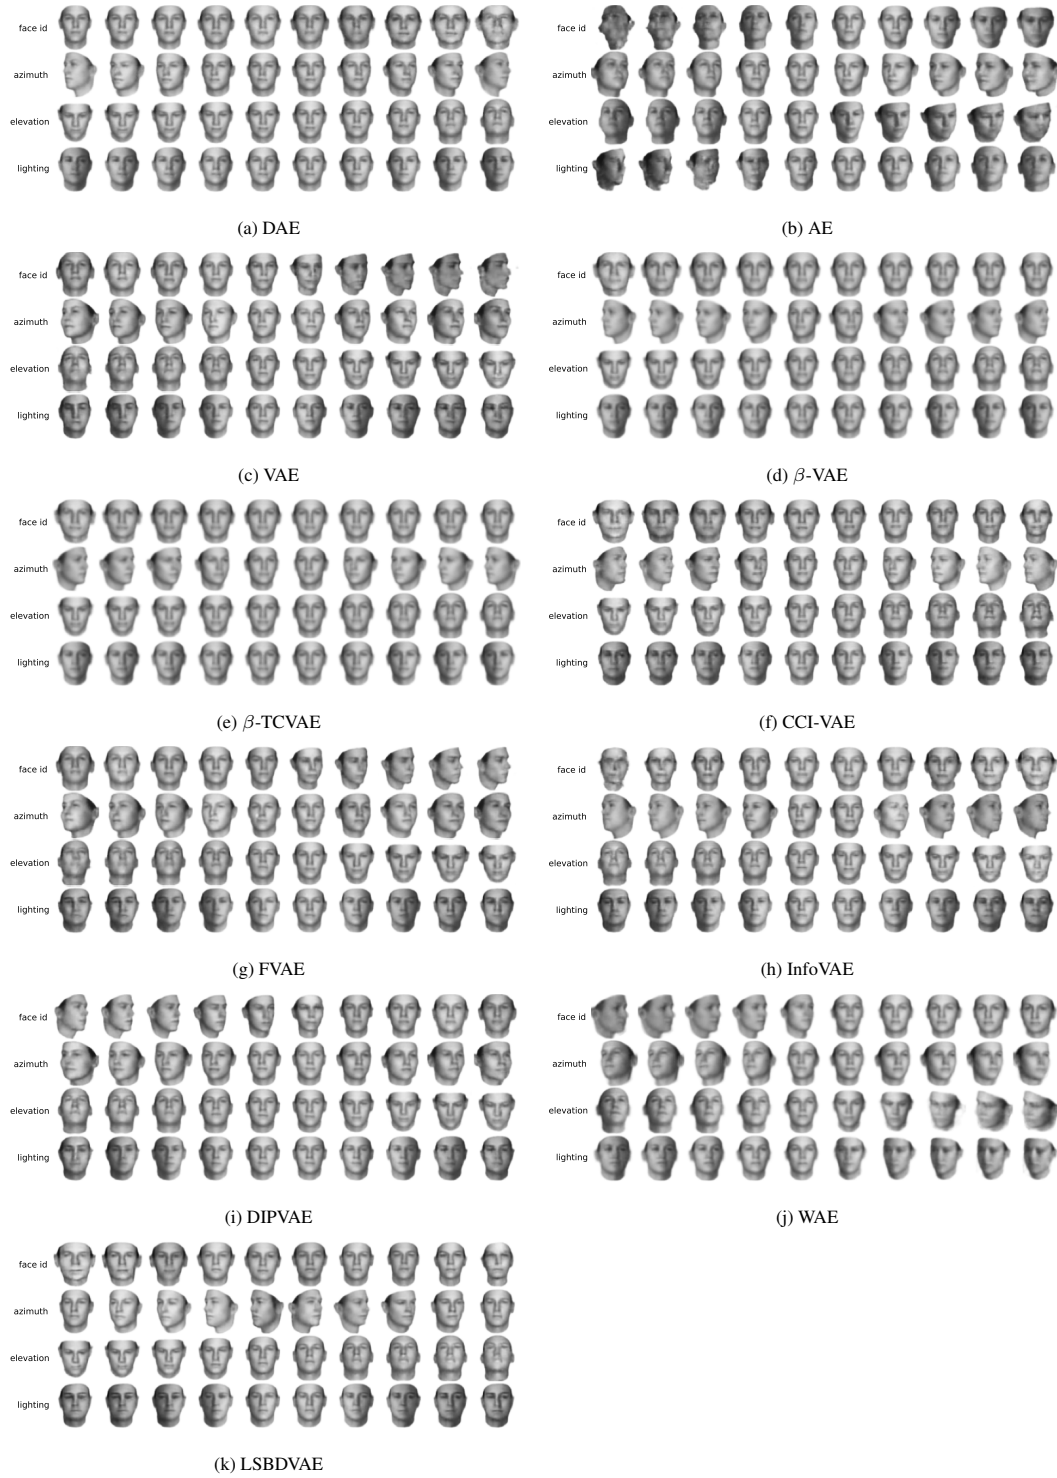 face id
azimuth
elevation
lighting
(a) DAE
face id
azimuth
elevation
lighting
(b) AE
face id
azimuth
elevation
lighting
(c) VAE
face id
azimuth
elevation
lighting
(d) β-VAE
face id
azimuth
elevation
lighting
(e) β-TCVAE
face id
azimuth
elevation
lighting
(f) CCI-VAE
face id
azimuth
elevation
lighting
(g) FVAE
face id
azimuth
elevation
lighting
(h) InfoVAE
face id
azimuth
elevation
lighting
(i) DIPVAE
face id
azimuth
elevation
lighting
(j) WAE
face id
azimuth
elevation
lighting
(k) LSBDVAE